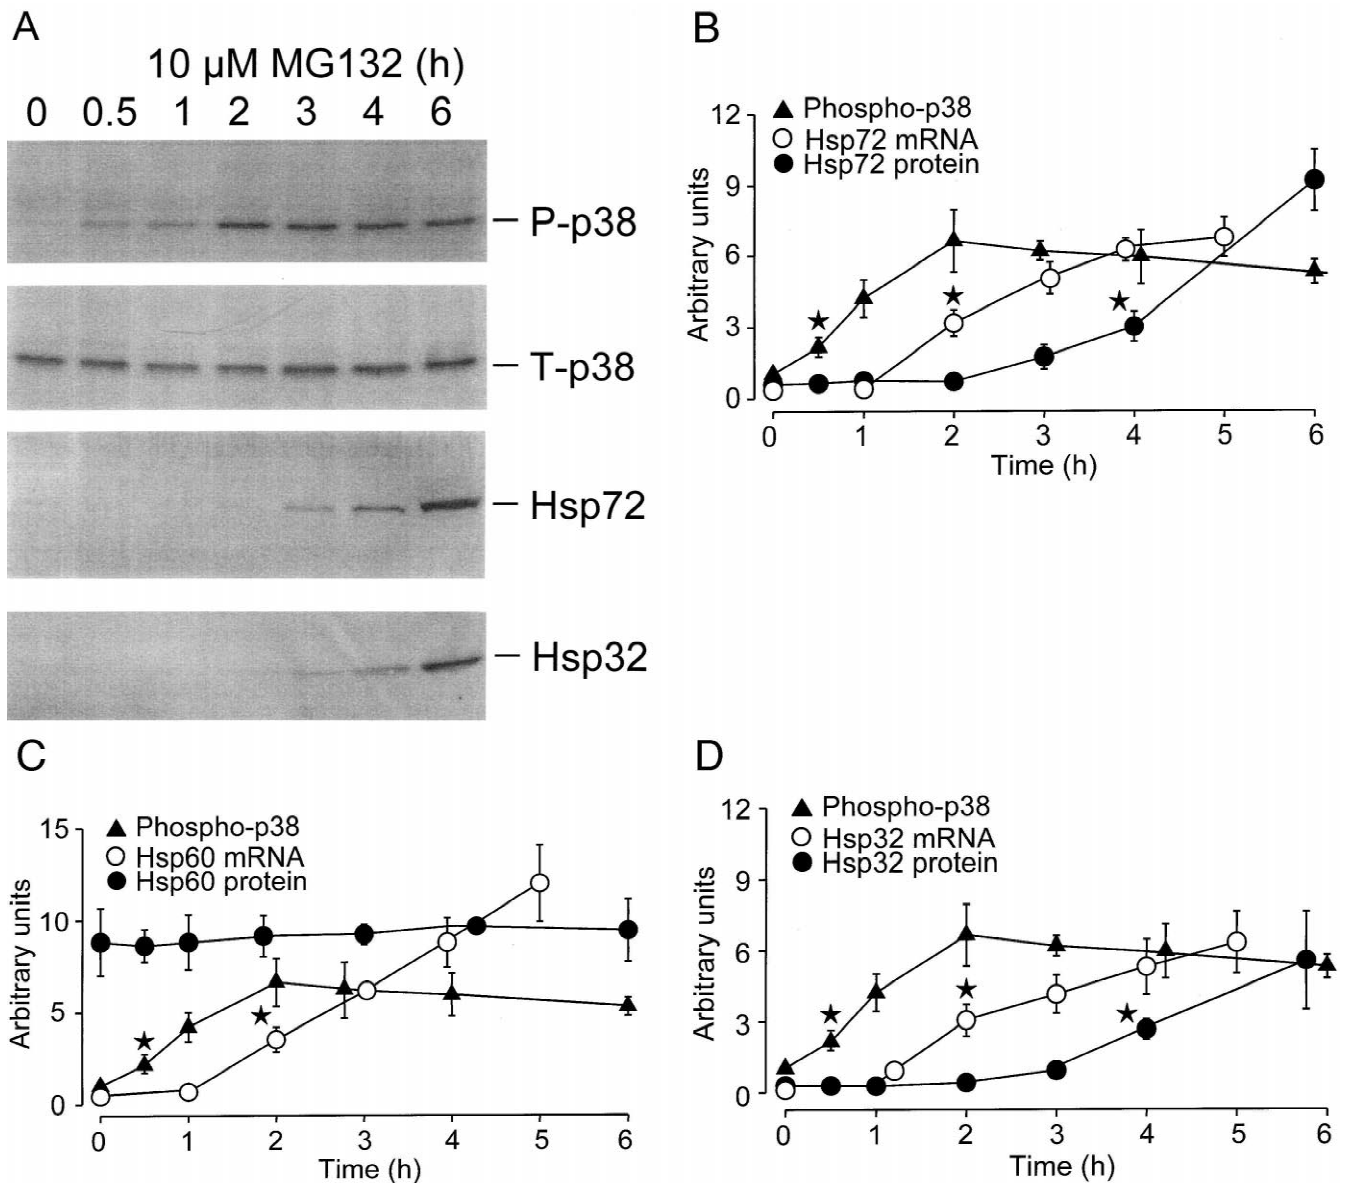 A
10 µM MG132 (h)
0 0.5 1 2 3 4 6
P-p38
T-p38
Hsp72
Hsp32
B
Phospho-p38
Hsp72 mRNA
Hsp72 protein
Arbitrary units
12
9
6
3
0
0 1 2 3 4 5 6
Time (h)
C
Phospho-p38
Hsp60 mRNA
Hsp60 protein
Arbitrary units
15
10
5
0
0 1 2 3 4 5 6
Time (h)
D
Phospho-p38
Hsp32 mRNA
Hsp32 protein
Arbitrary units
12
9
6
3
0
0 1 2 3 4 5 6
Time (h)